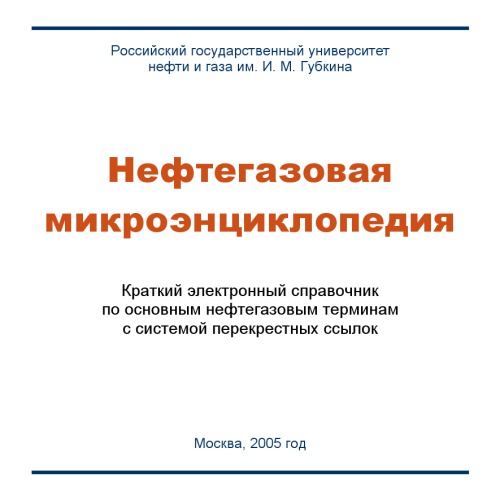 Российский государственный университет
нефти и газа им. И. М. Губкина
Нефтегазовая
микроэнциклопедия
Краткий электронный справочник
по основным нефтегазовым терминам
с системой перекрестных ссылок
Москва, 2005 год